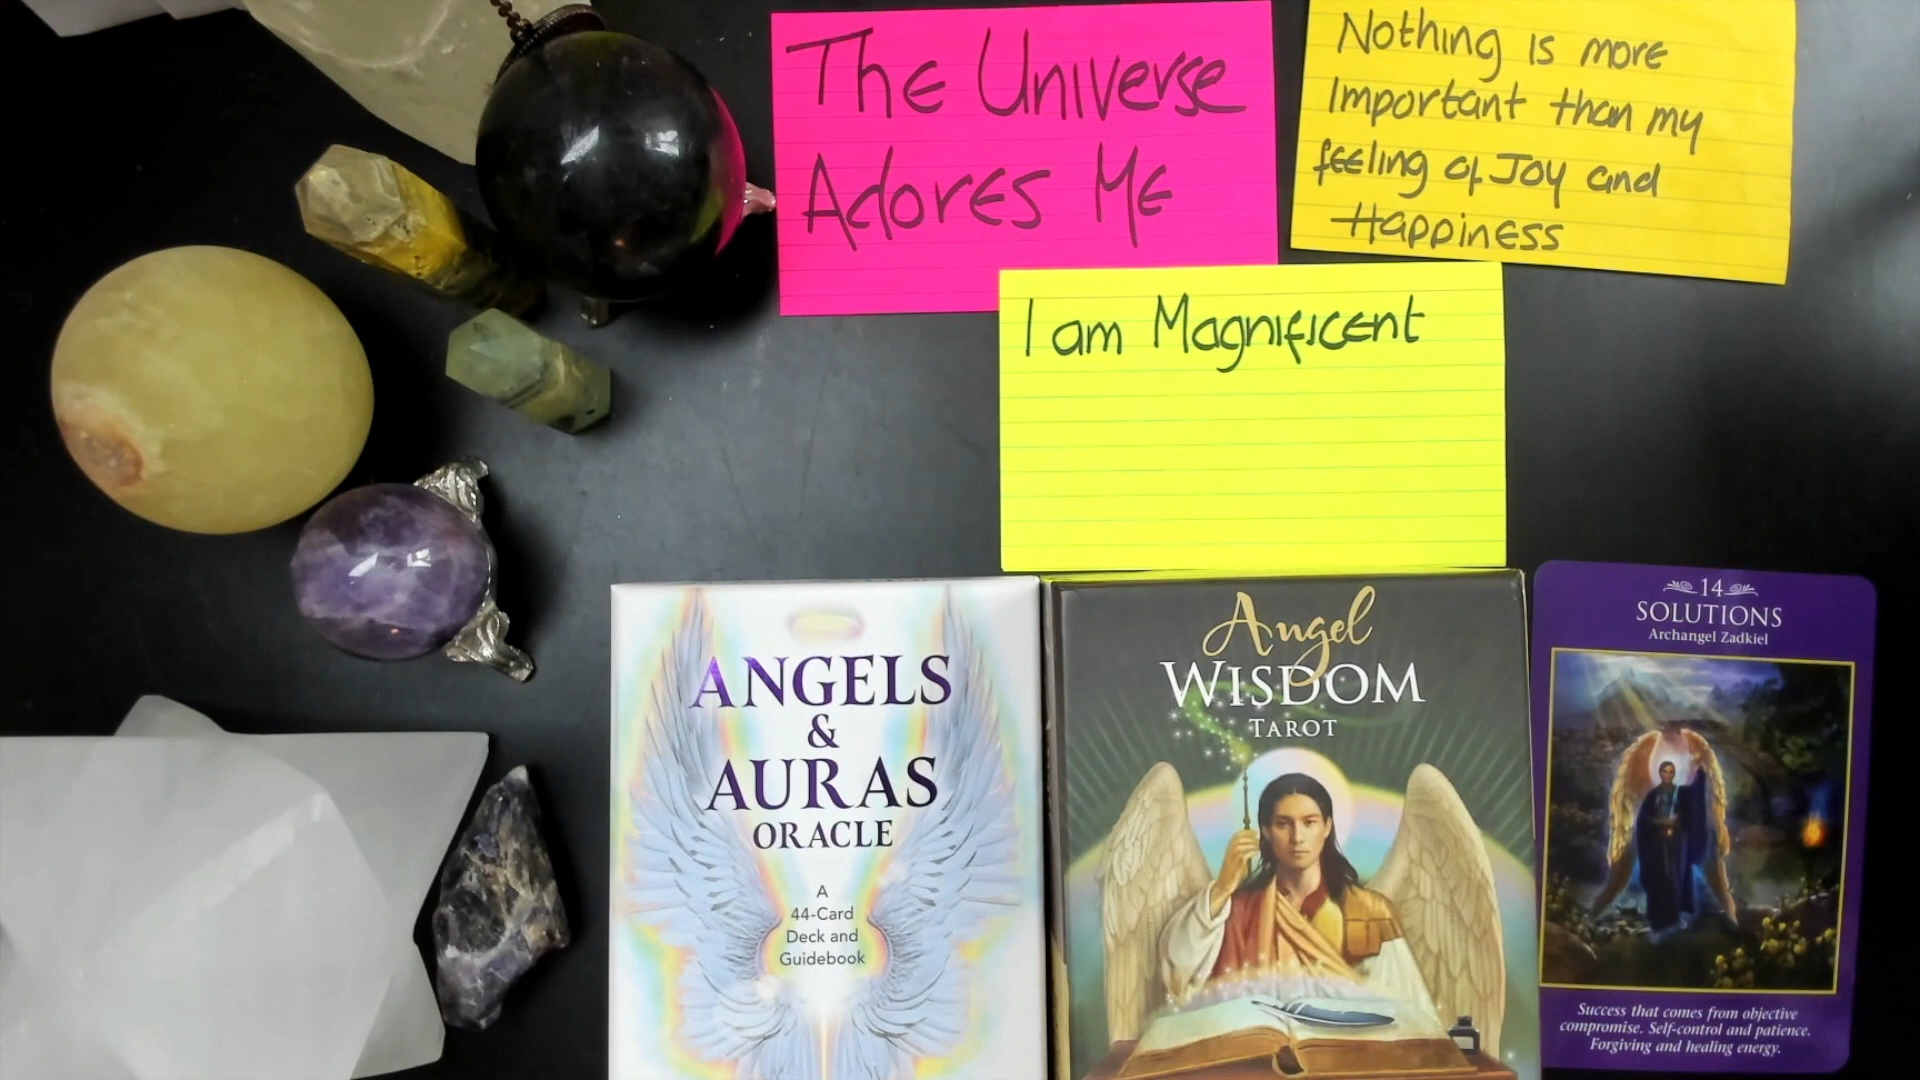 The Universe
Adores Me
Nothing is more
Important than my
feeling of Joy and
Happiness
I am Magnificent
ANGELS
&
AURAS
ORACLE
A
44-Card
Deck and
Guidebook
Angel
WISDOM
TAROT
14
SOLUTIONS
Archangel Zadkiel
Success that comes from objective
compromise. Self-control and patience.
Forgiving and healing energy.